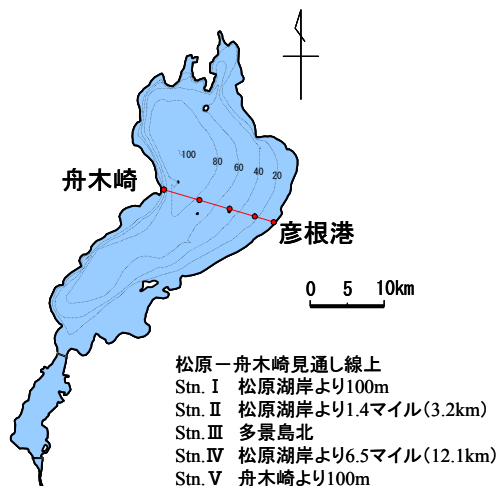 100
80
60
40
20
舟木崎
彦根港
0 5 10km
松原－舟木崎見通し線上
Stn.Ⅰ 松原湖岸より100m
Stn.Ⅱ 松原湖岸より1.4マイル（3.2km）
Stn.Ⅲ 多景島北
Stn.Ⅳ 松原湖岸より6.5マイル（12.1km）
Stn.Ⅴ 舟木崎より100m